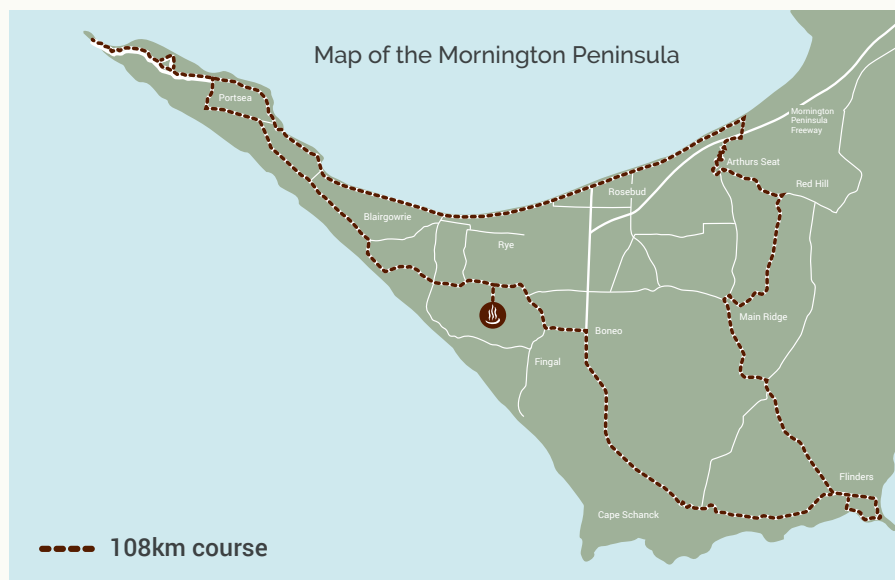 Map of the Mornington Peninsula
Portsea
Mornington
Peninsula
Freeway
Arthurs Seat
Red Hill
Rosebud
Blairgowrie
Rye
Main Ridge
Boneo
Fingal
Flinders
Cape Schanck
108km course